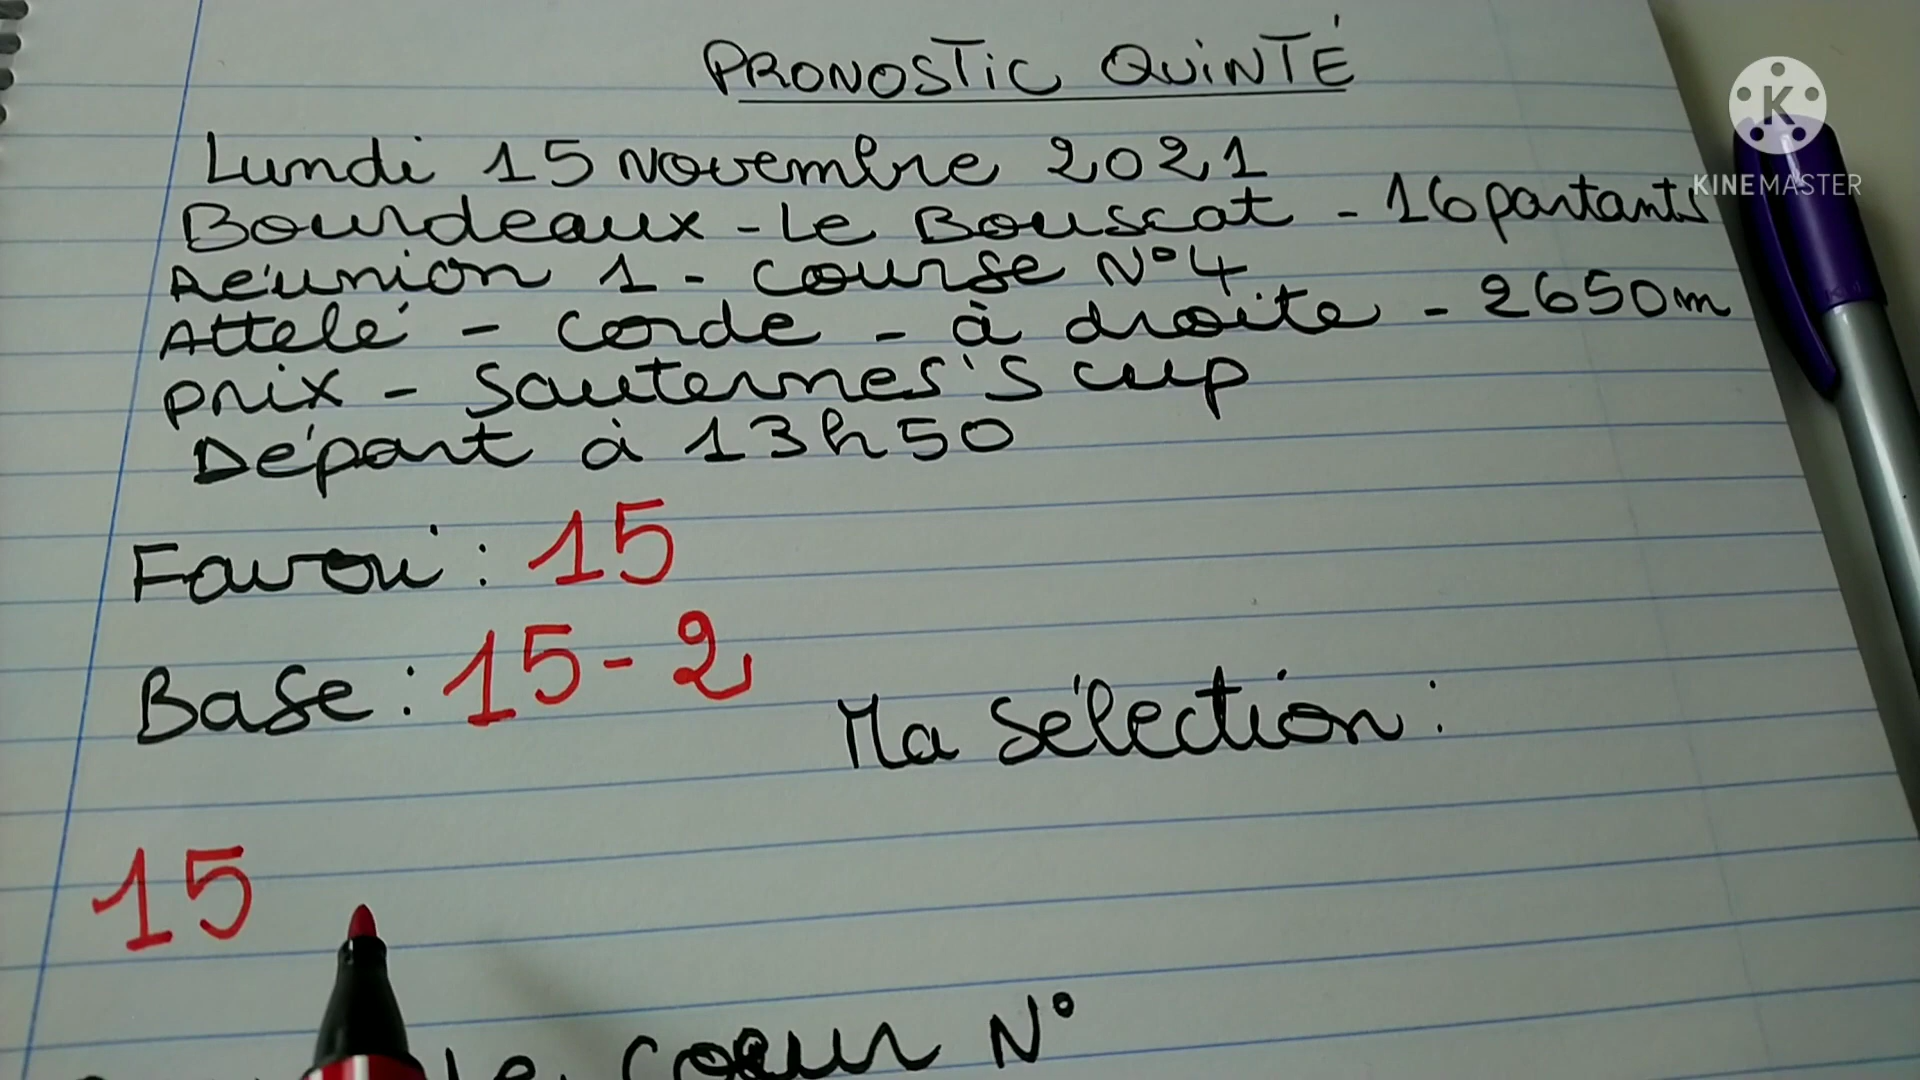 PRONOSTIC QUINTÉ
Lundi 15 Novembre 2021
Bourdeaux - Le Bouscat - 16 partants
Réunion 1 - course N°4
Attelé - corde - à droite - 2650m
prix - Sauternes's cup
Départ à 13h50
Favori : 15
Base : 15 - 2
Ma sélection :
15
coeur N°
K
KINEMASTER